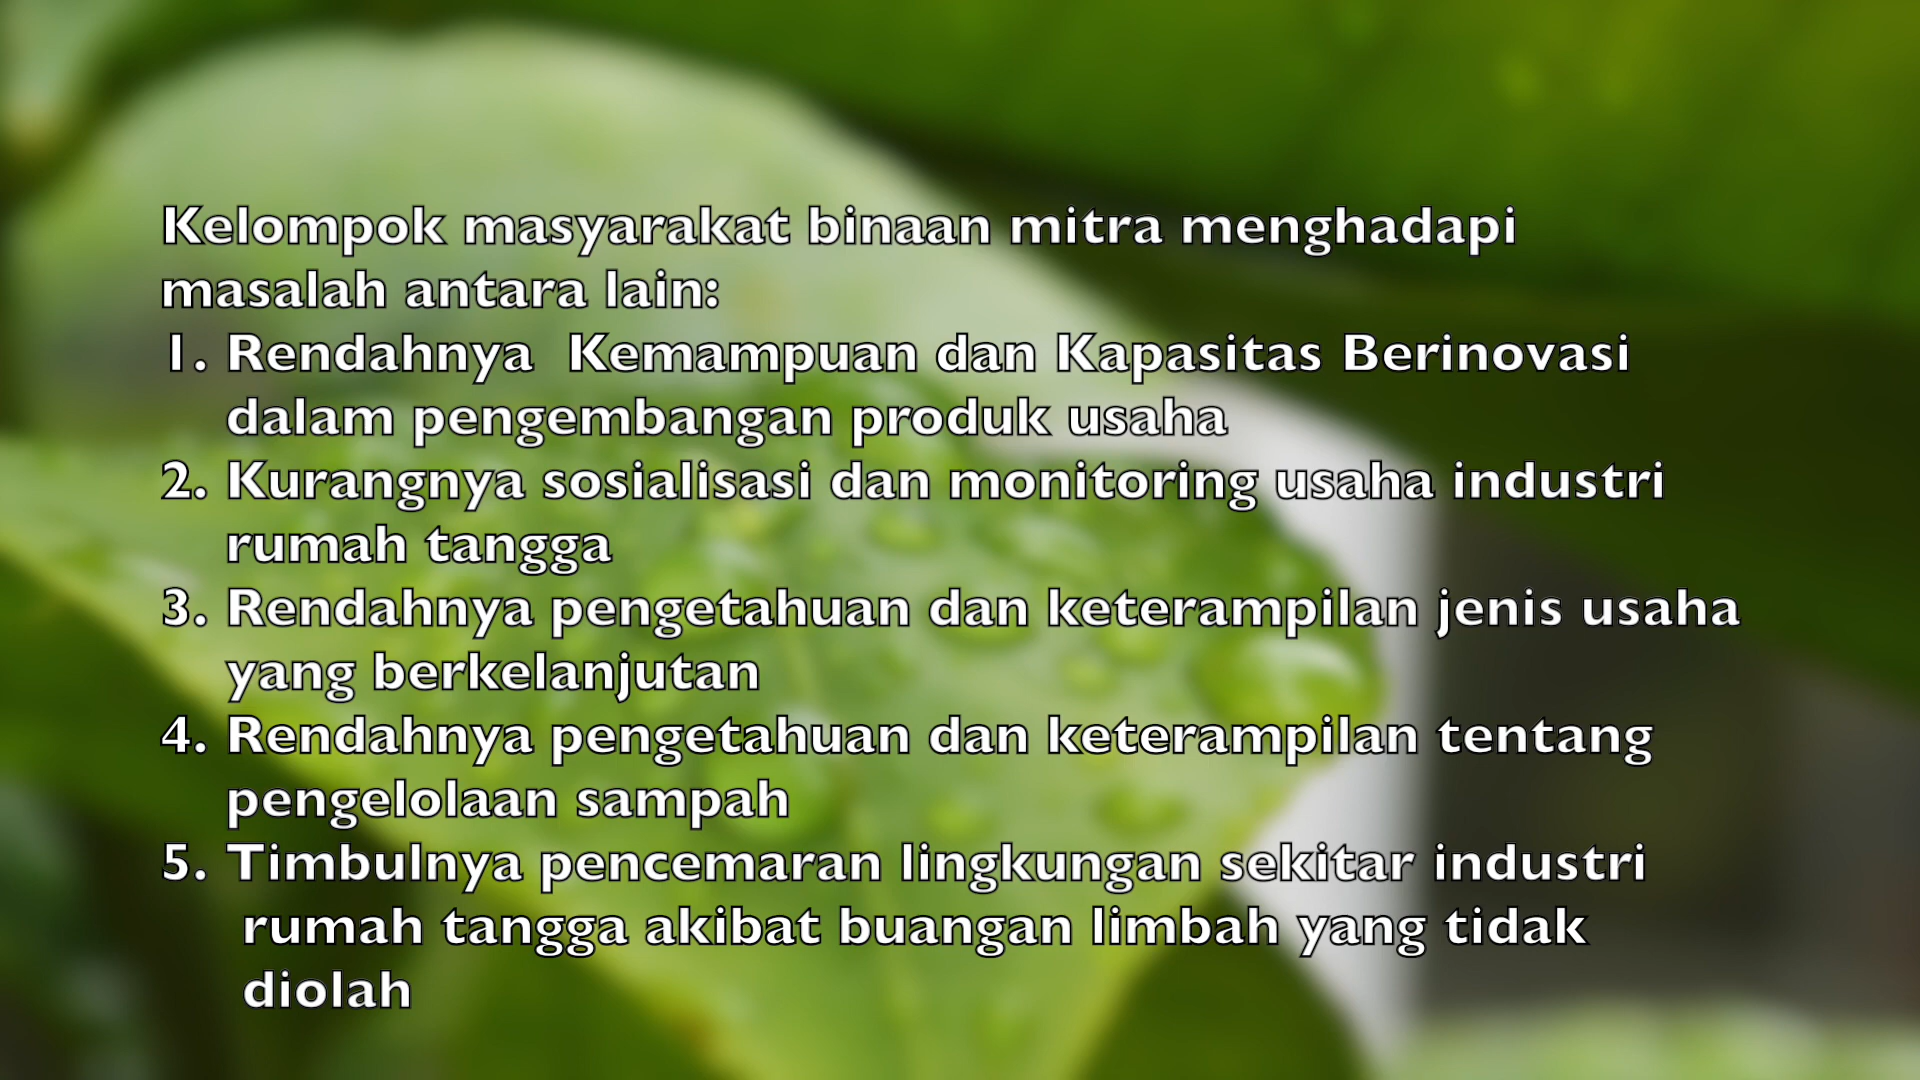 Kelompok masyarakat binaan mitra menghadapi
masalah antara lain:
1. Rendahnya  Kemampuan dan Kapasitas Berinovasi
dalam pengembangan produk usaha
2. Kurangnya sosialisasi dan monitoring usaha industri
rumah tangga
3. Rendahnya pengetahuan dan keterampilan jenis usaha
yang berkelanjutan
4. Rendahnya pengetahuan dan keterampilan tentang
pengelolaan sampah
5. Timbulnya pencemaran lingkungan sekitar industri
rumah tangga akibat buangan limbah yang tidak
diolah